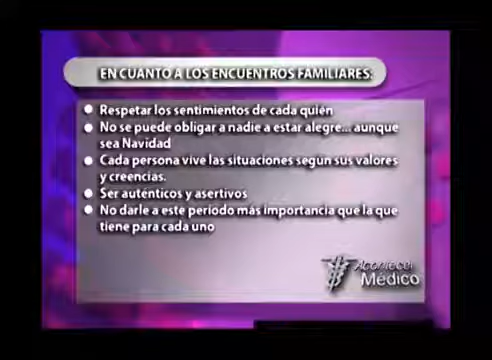 EN CUANTO A LOS ENCUENTROS FAMILIARES:
Respetar los sentimientos de cada quién
No se puede obligar a nadie a estar alegre... aunque
sea Navidad
Cada persona vive las situaciones según sus valores
y creencias.
Ser auténticos y asertivos
No darle a este período más importancia que la que
tiene para cada uno
Acontecer
Médico